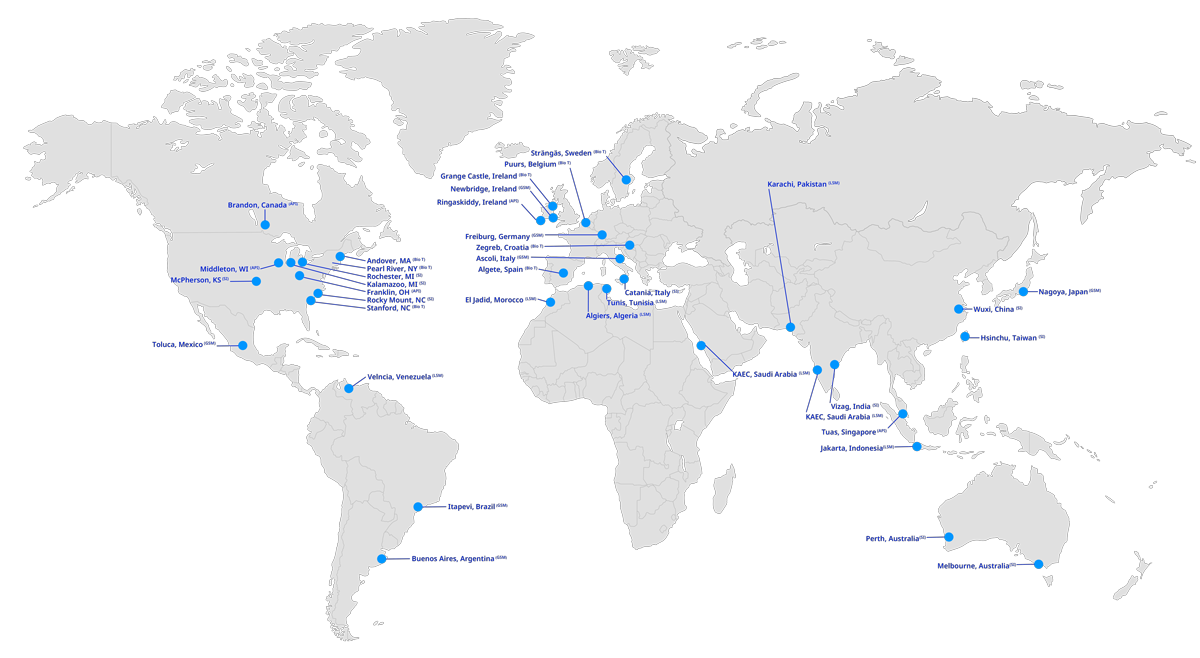 Strängäs, Sweden (Bio T)
Puurs, Belgium (Bio T)
Grange Castle, Ireland (Bio T)
Newbridge, Ireland (GSM)
Ringaskiddy, Ireland (API)
Karachi, Pakistan (LSM)
Brandon, Canada (API)
Freiburg, Germany (GSM)
Zegreb, Croatia (Bio T)
Ascoli, Italy (GSM)
Algete, Spain (Bio T)
Andover, MA (Bio T)
Pearl River, NY (Bio T)
Middleton, WI (API)
Rochester, MI (SI)
McPherson, KS (SI)
Kalamazoo, MI (SI)
Franklin, OH (API)
Rocky Mount, NC (SI)
Stanford, NC (Bio T)
El Jadid, Morocco (LSM)
Catania, Italy (SI)
Tunis, Tunisia (LSM)
Algiers, Algeria (LSM)
Nagoya, Japan (GSM)
Wuxi, China (SI)
Hsinchu, Taiwan (SI)
Toluca, Mexico (GSM)
Velncia, Venezuela (LSM)
KAEC, Saudi Arabia (LSM)
Vizag, India (SI)
KAEC, Saudi Arabia (LSM)
Tuas, Singapore (API)
Jakarta, Indonesia (LSM)
Itapevi, Brazil (GSM)
Buenos Aires, Argentina (GSM)
Perth, Australia (SI)
Melbourne, Australia (SI)